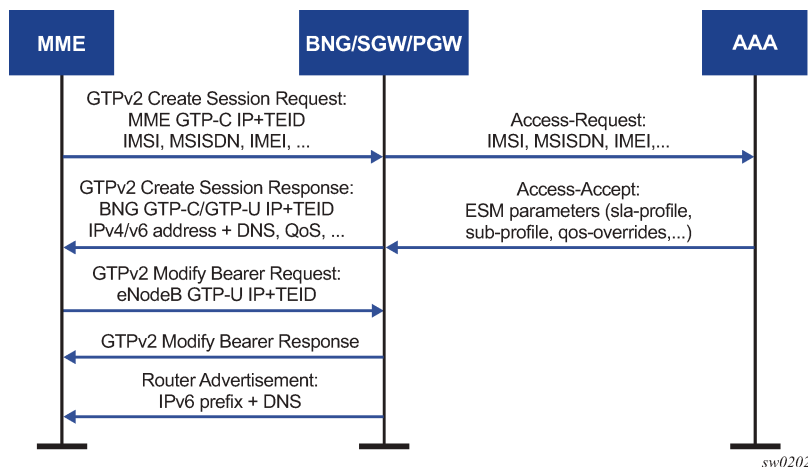 MME
BNG/SGW/PGW
AAA
GTPv2 Create Session Request:
MME GTP-C IP+TEID
IMSI, MSISDN, IMEI, ...
Access-Request:
IMSI, MSISDN, IMEI,...
GTPv2 Create Session Response:
BNG GTP-C/GTP-U IP+TEID
IPv4/v6 address + DNS, QoS, ...
Access-Accept:
ESM parameters (sla-profile,
sub-profile, qos-overrides,...)
GTPv2 Modify Bearer Request:
eNodeB GTP-U IP+TEID
GTPv2 Modify Bearer Response
Router Advertisement:
IPv6 prefix + DNS
sw0202